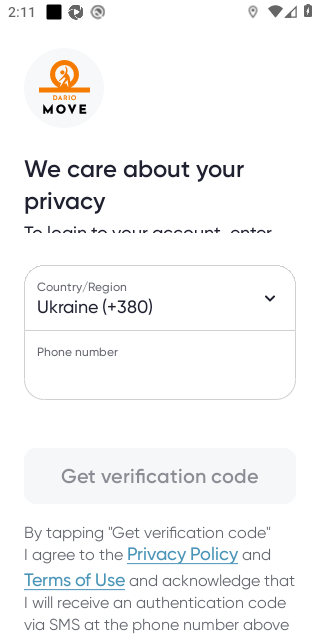 2:11
DARIO
MOVE
We care about your
privacy
To login to your account, enter
Country/Region
Ukraine (+380)
Phone number
Get verification code
By tapping "Get verification code"
I agree to the Privacy Policy and
Terms of Use and acknowledge that
I will receive an authentication code
via SMS at the phone number above